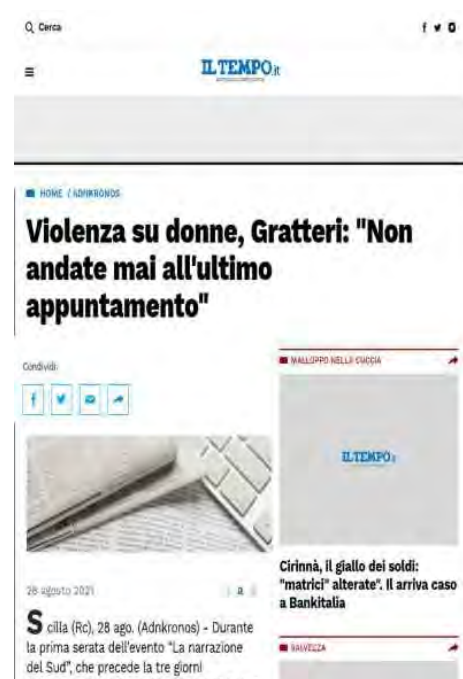 Cerca
IL TEMPO.it
HOME / ADNKRONOS
Violenza su donne, Gratteri: "Non
andate mai all'ultimo
appuntamento"
Condividi:
MALLOPPO NELLA CUCCIA
IL TEMPO.it
Cirinnà, il giallo dei soldi:
"matrici" alterate". Il arriva caso
a Bankitalia
28 agosto 2021
a
Scilla (Rc), 28 ago. (Adnkronos) - Durante
la prima serata dell'evento "La narrazione
del Sud", che precede la tre giorni
SALVEZZA